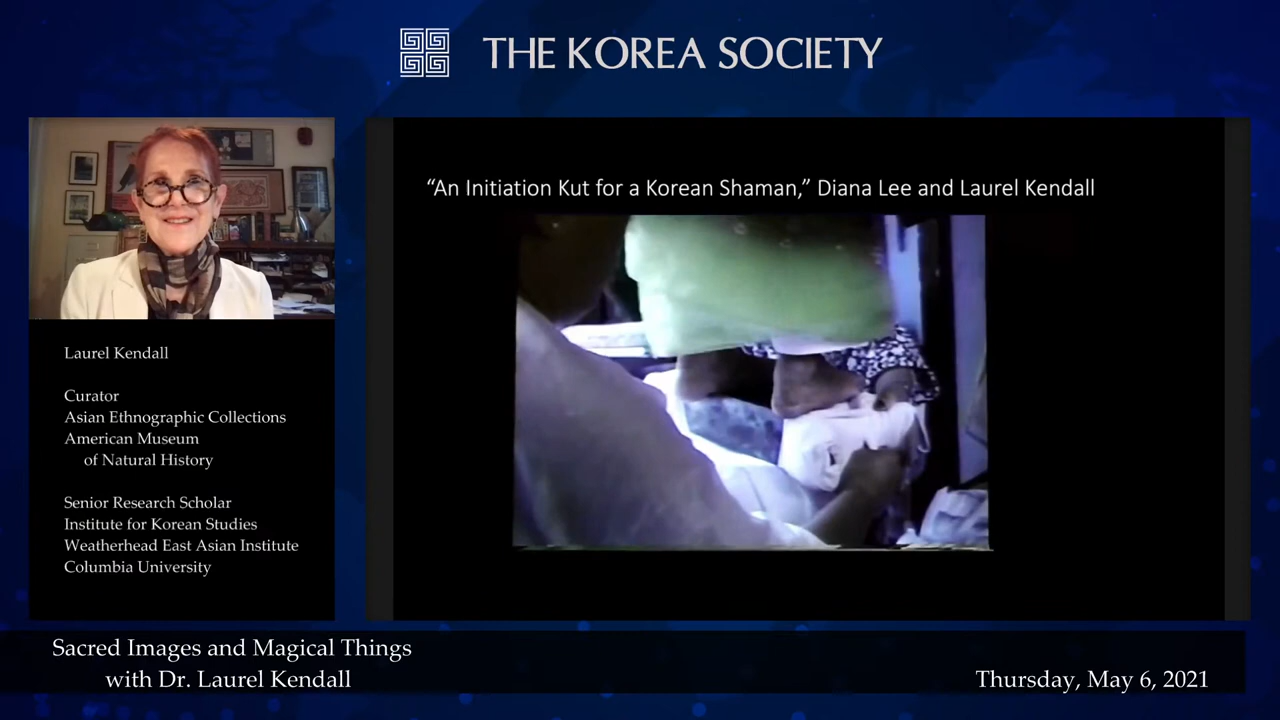 THE KOREA SOCIETY
“An Initiation Kut for a Korean Shaman,” Diana Lee and Laurel Kendall
Laurel Kendall
Curator
Asian Ethnographic Collections
American Museum
of Natural History
Senior Research Scholar
Institute for Korean Studies
Weatherhead East Asian Institute
Columbia University
Sacred Images and Magical Things
with Dr. Laurel Kendall
Thursday, May 6, 2021